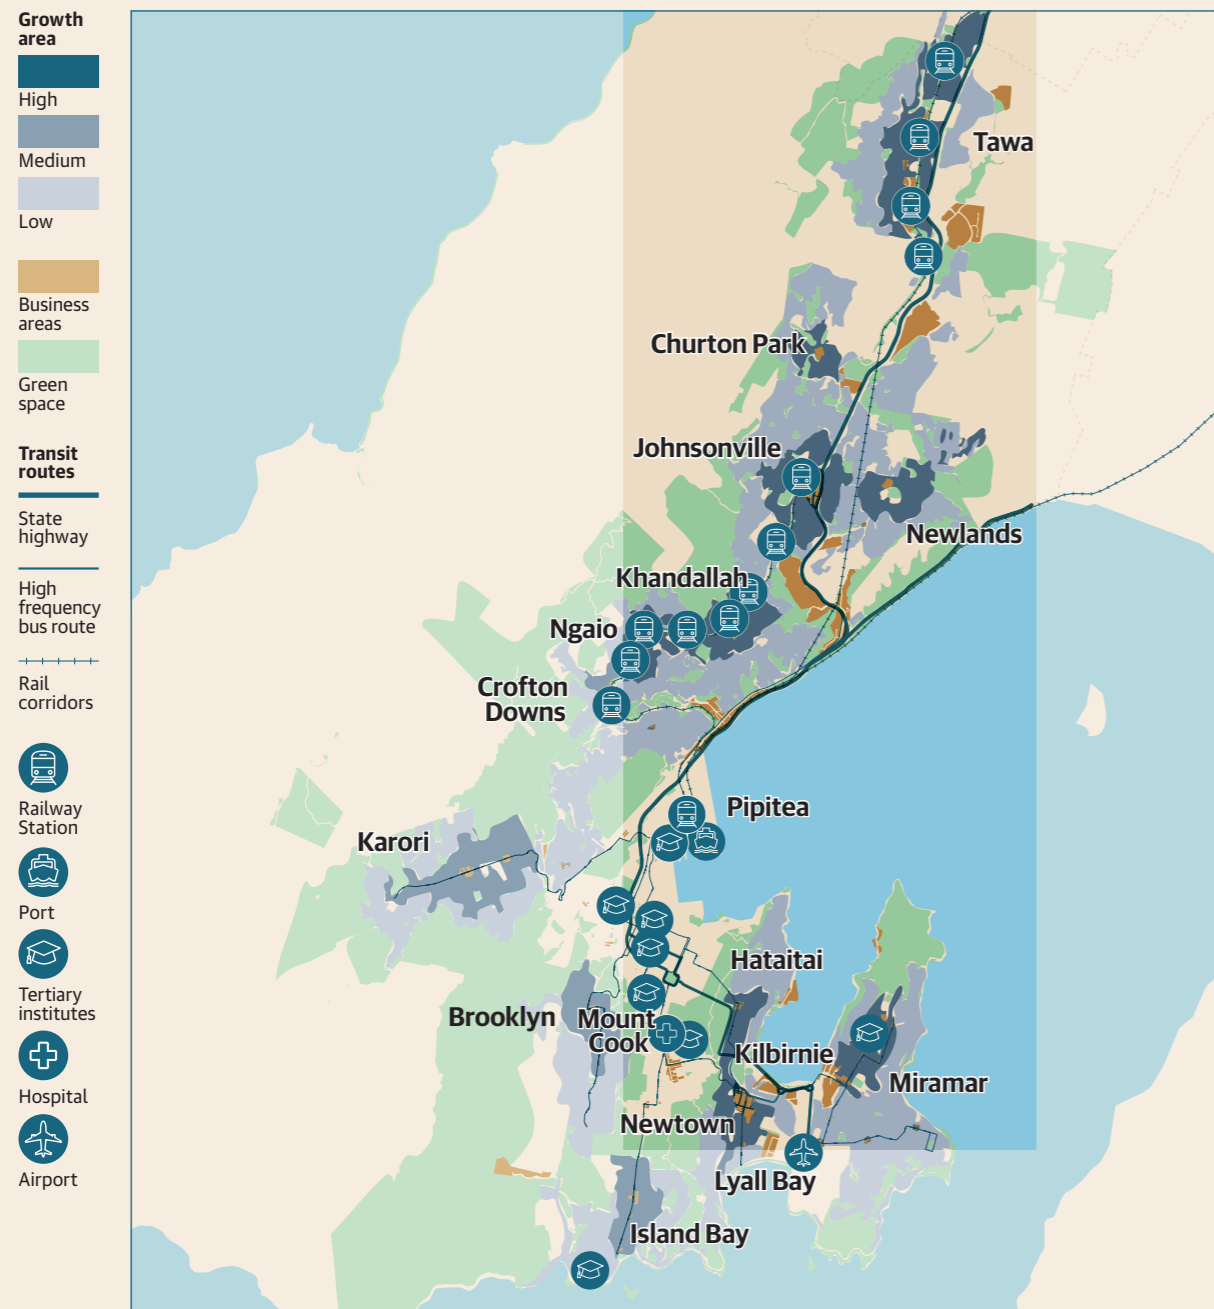 Growth
area
High
Medium
Low
Business
areas
Green
space
Transit
routes
State
highway
High
frequency
bus route
Rail
corridors
Railway
Station
Port
Tertiary
institutes
Hospital
Airport
Tawa
Churton Park
Johnsonville
Newlands
Khandallah
Ngaio
Crofton
Downs
Pipitea
Karori
Hataitai
Brooklyn
Mount
Cook
Kilbirnie
Miramar
Newtown
Lyall Bay
Island Bay